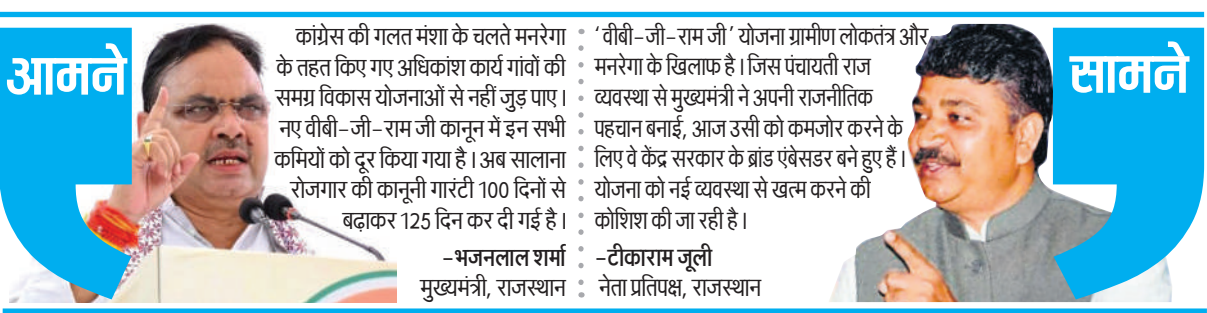 आमने
कांग्रेस की गलत मंशा के चलते मनरेगा
के तहत किए गए अधिकांश कार्य गांवों की
समग्र विकास योजनाओं से नहीं जुड़ पाए।
नए वीबी-जी-राम जी कानून में इन सभी
कमियों को दूर किया गया है। अब सालाना
रोजगार की कानूनी गारंटी 100 दिनों से
बढ़ाकर 125 दिन कर दी गई है।
-भजनलाल शर्मा
मुख्यमंत्री, राजस्थान
'वीबी-जी-राम जी' योजना ग्रामीण लोकतंत्र और
मनरेगा के खिलाफ है। जिस पंचायती राज
व्यवस्था से मुख्यमंत्री ने अपनी राजनीतिक
पहचान बनाई, आज उसी को कमजोर करने के
लिए वे केंद्र सरकार के ब्रांड एंबेसडर बने हुए हैं।
योजना को नई व्यवस्था से खत्म करने की
कोशिश की जा रही है।
-टीकाराम जूली
नेता प्रतिपक्ष, राजस्थान
सामने